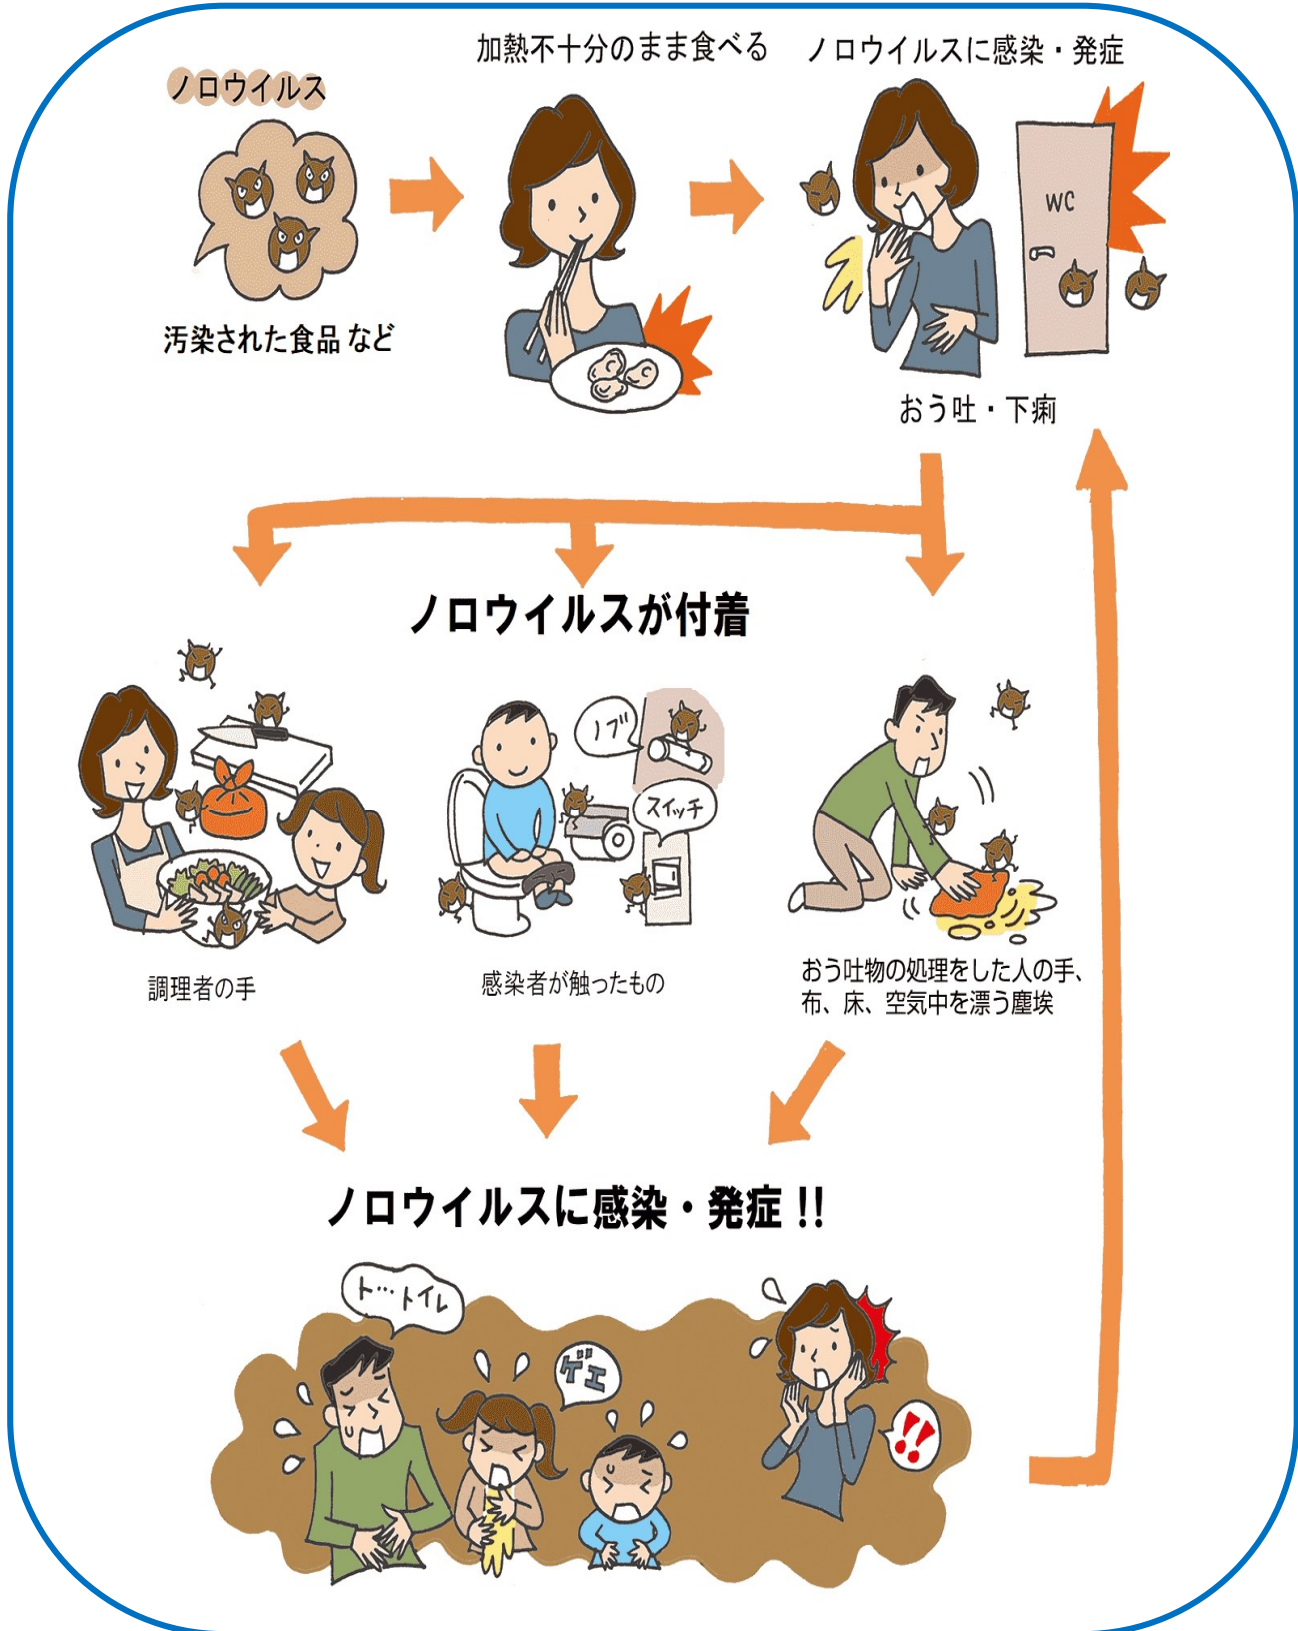 加熱不十分のまま食べる
ノロウイルスに感染・発症
ノロウイルス
WC
汚染された食品 など
おう吐・下痢
ノロウイルスが付着
ノブ
スイッチ
調理者の手
感染者が触ったもの
おう吐物の処理をした人の手、
布、床、空気中を漂う塵埃
ノロウイルスに感染・発症 !!
ト…トイレ
ゲエ
!!